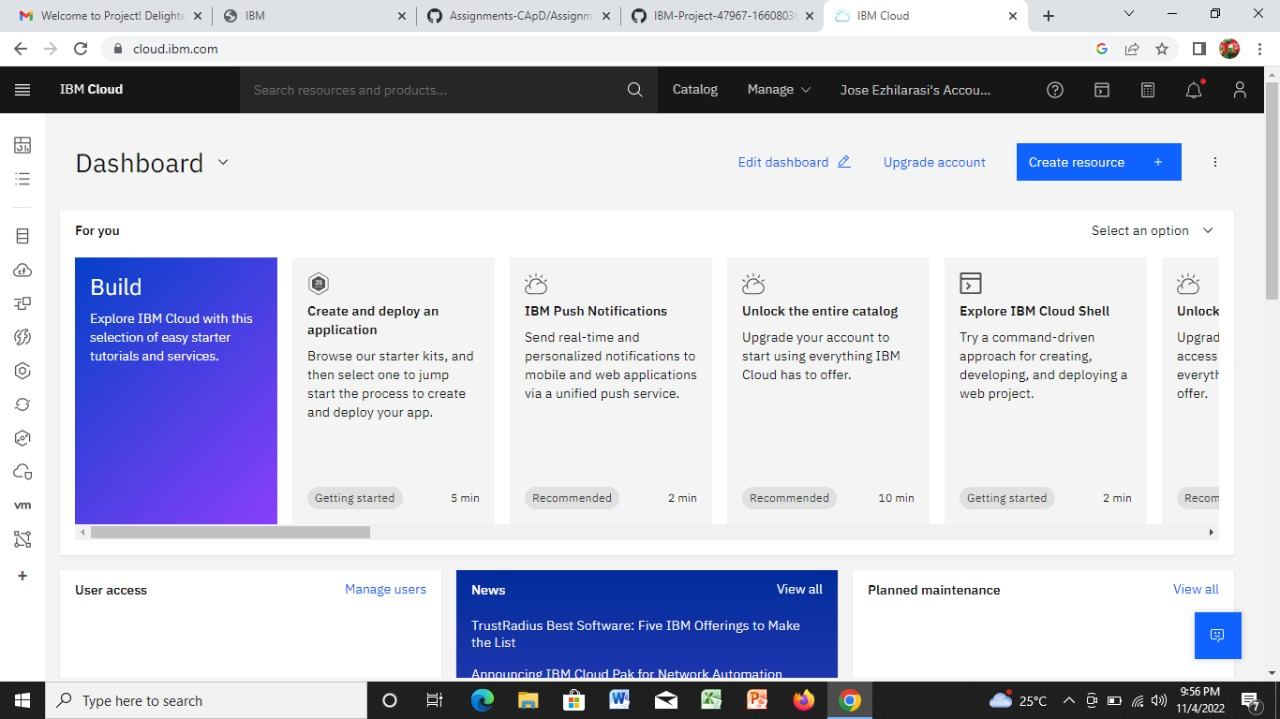 Welcome to Project! Delighte
IBM
Assignments-CApD/Assignm
IBM-Project-47967-1660803
IBM Cloud
cloud.ibm.com
IBM Cloud
Search resources and products...
Catalog
Manage
Jose Ezhilarasi's Accou...
Dashboard
Edit dashboard
Upgrade account
Create resource +
For you
Select an option
Build
Explore IBM Cloud with this
selection of easy starter
tutorials and services.
Create and deploy an
application
Browse our starter kits, and
then select one to jump
start the process to create
and deploy your app.
Getting started
5 min
IBM Push Notifications
Send real-time and
personalized notifications to
mobile and web applications
via a unified push service.
Recommended
2 min
Unlock the entire catalog
Upgrade your account to
start using everything IBM
Cloud has to offer.
Recommended
10 min
Explore IBM Cloud Shell
Try a command-driven
approach for creating,
developing, and deploying a
web project.
Getting started
2 min
Unlock
Upgrad
access
everyth
offer.
Recom
vm
User access
Manage users
News
View all
TrustRadius Best Software: Five IBM Offerings to Make
the List
Announcing IBM Cloud Pak for Network Automation
Planned maintenance
View all
Type here to search
25°C
9:56 PM
11/4/2022
7